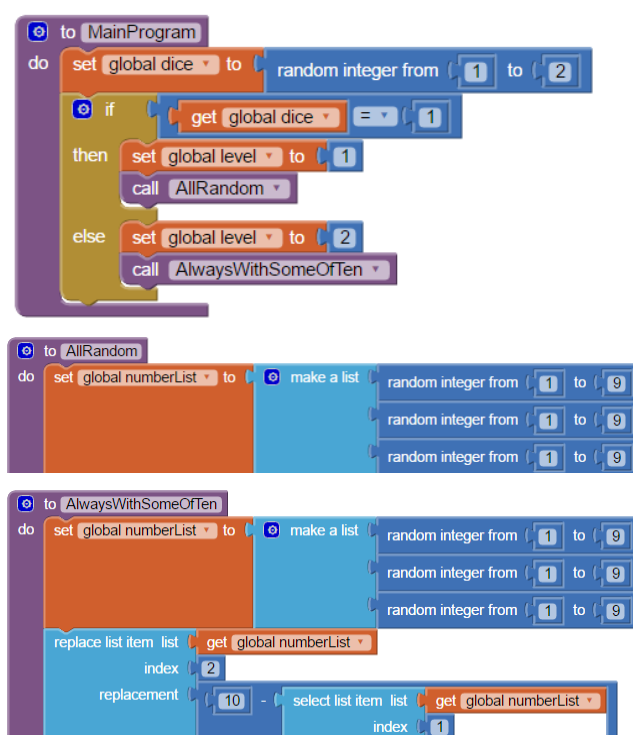 to MainProgram
do set global dice to random integer from 1 to 2
if get global dice = 1
then set global level to 1
call AllRandom
else set global level to 2
call AlwaysWithSomeOfTen
to AllRandom
do set global numberList to make a list random integer from 1 to 9
random integer from 1 to 9
random integer from 1 to 9
to AlwaysWithSomeOfTen
do set global numberList to make a list random integer from 1 to 9
random integer from 1 to 9
random integer from 1 to 9
replace list item list get global numberList
index 2
replacement 10 - select list item list get global numberList
index 1